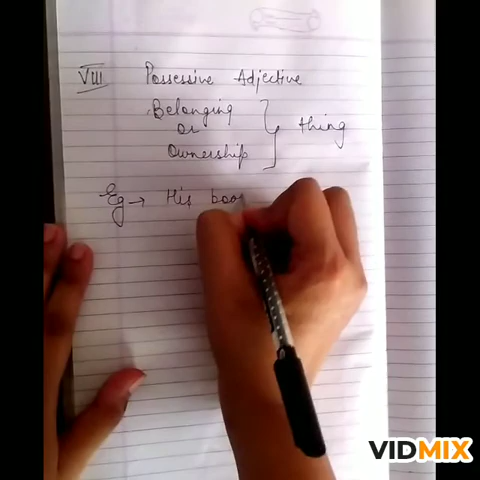 VIII Possessive Adjective
Belonging
or
Ownership } thing
Eg → His boo
VIDMIX